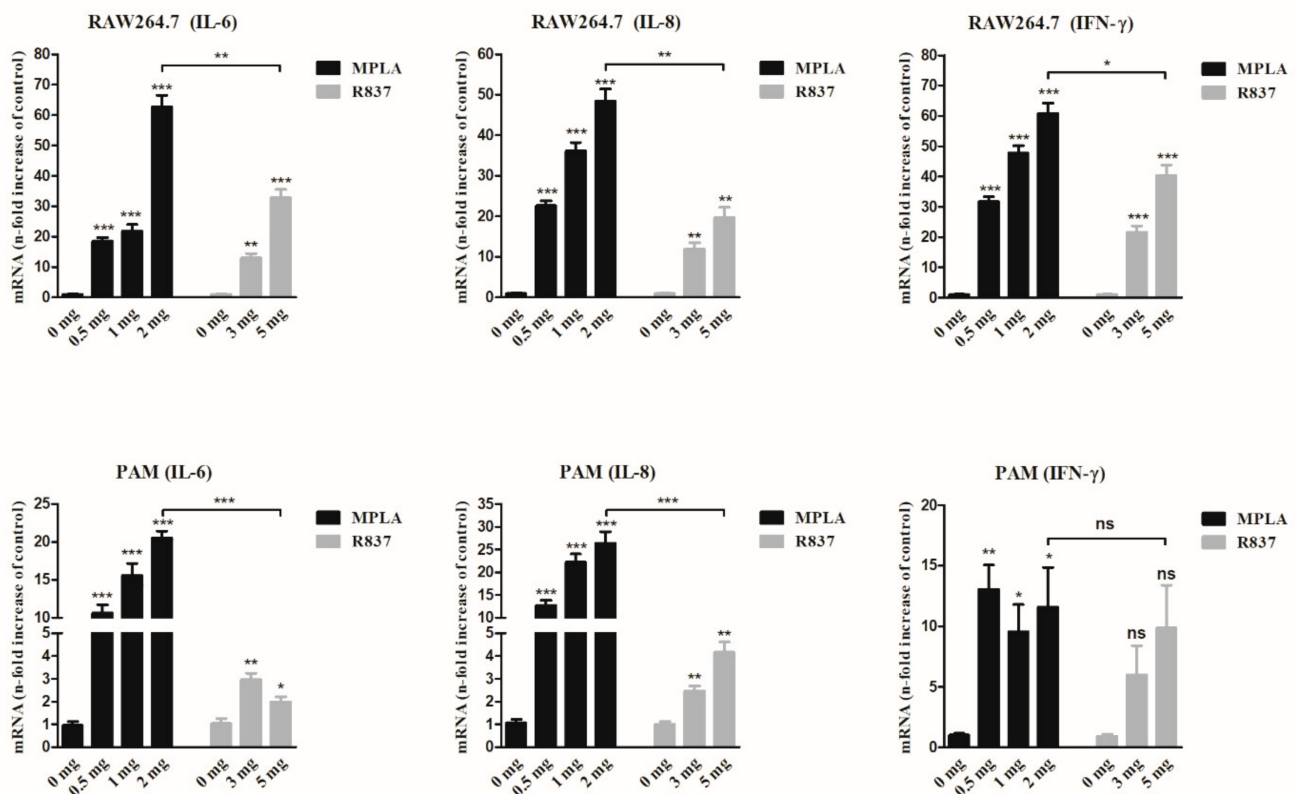 RAW264.7 (IL-6)
mRNA (n-fold increase of control)
80
70
60
50
40
30
20
10
0
***
***
***
**
***
**
0 mg
0.5 mg
1 mg
2 mg
0 mg
3 mg
5 mg
MPLA
R837
RAW264.7 (IL-8)
mRNA (n-fold increase of control)
60
50
40
30
20
10
0
***
***
***
**
**
**
0 mg
0.5 mg
1 mg
2 mg
0 mg
3 mg
5 mg
MPLA
R837
RAW264.7 (IFN-γ)
mRNA (n-fold increase of control)
80
70
60
50
40
30
20
10
0
***
***
***
*
***
***
0 mg
0.5 mg
1 mg
2 mg
0 mg
3 mg
5 mg
MPLA
R837
PAM (IL-6)
mRNA (n-fold increase of control)
25
20
15
10
5
4
3
2
1
0
***
***
***
***
**
*
0 mg
0.5 mg
1 mg
2 mg
0 mg
3 mg
5 mg
MPLA
R837
PAM (IL-8)
mRNA (n-fold increase of control)
35
30
25
20
15
10
5
4
3
2
1
0
***
***
***
***
**
**
0 mg
0.5 mg
1 mg
2 mg
0 mg
3 mg
5 mg
MPLA
R837
PAM (IFN-γ)
mRNA (n-fold increase of control)
20
15
10
5
0
**
*
*
ns
ns
ns
0 mg
0.5 mg
1 mg
2 mg
0 mg
3 mg
5 mg
MPLA
R837